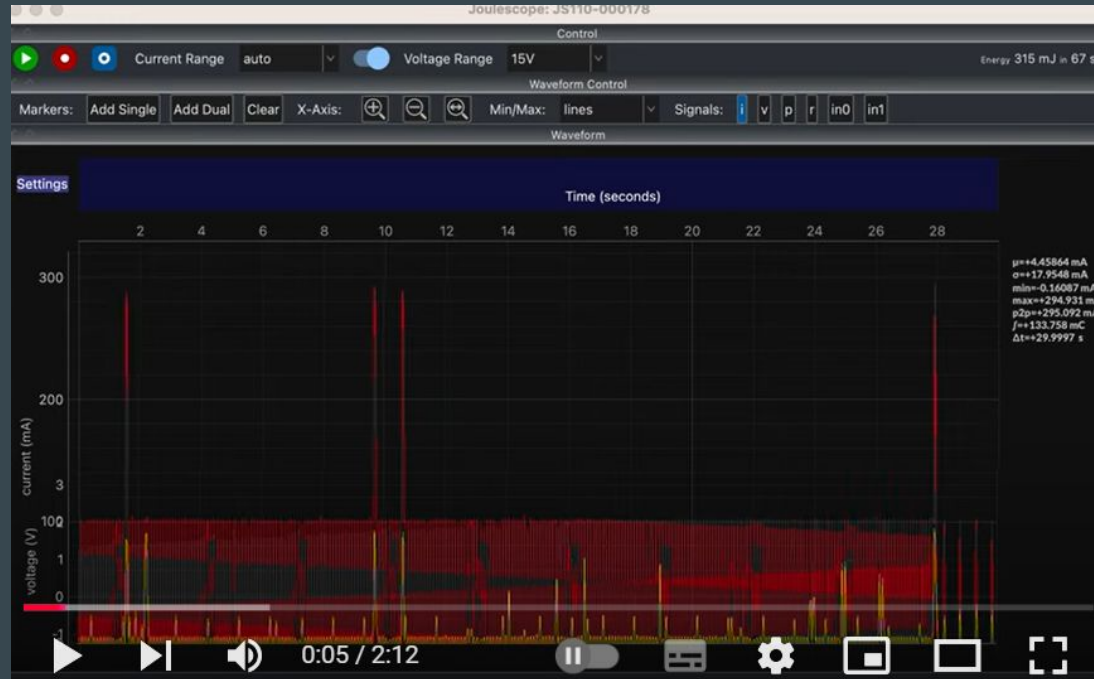 Joulescope: JS110-000178
Control
Current Range auto Voltage Range 15V Energy 315 mJ in 67 s
Waveform Control
Markers: Add Single Add Dual Clear X-Axis: Min/Max: lines Signals: i v p r in0 in1
Waveform
Settings
Time (seconds)
2 4 6 8 10 12 14 16 18 20 22 24 26 28
μ=+4.45864 mA
σ=+17.9548 mA
min=-0.16087 mA
max=+294.931 m
p2p=+295.092 m
∫=+133.758 mC
Δt=+29.9997 s
300
200
current (mA)
3
voltage (V)
1
0
-1
0:05 / 2:12